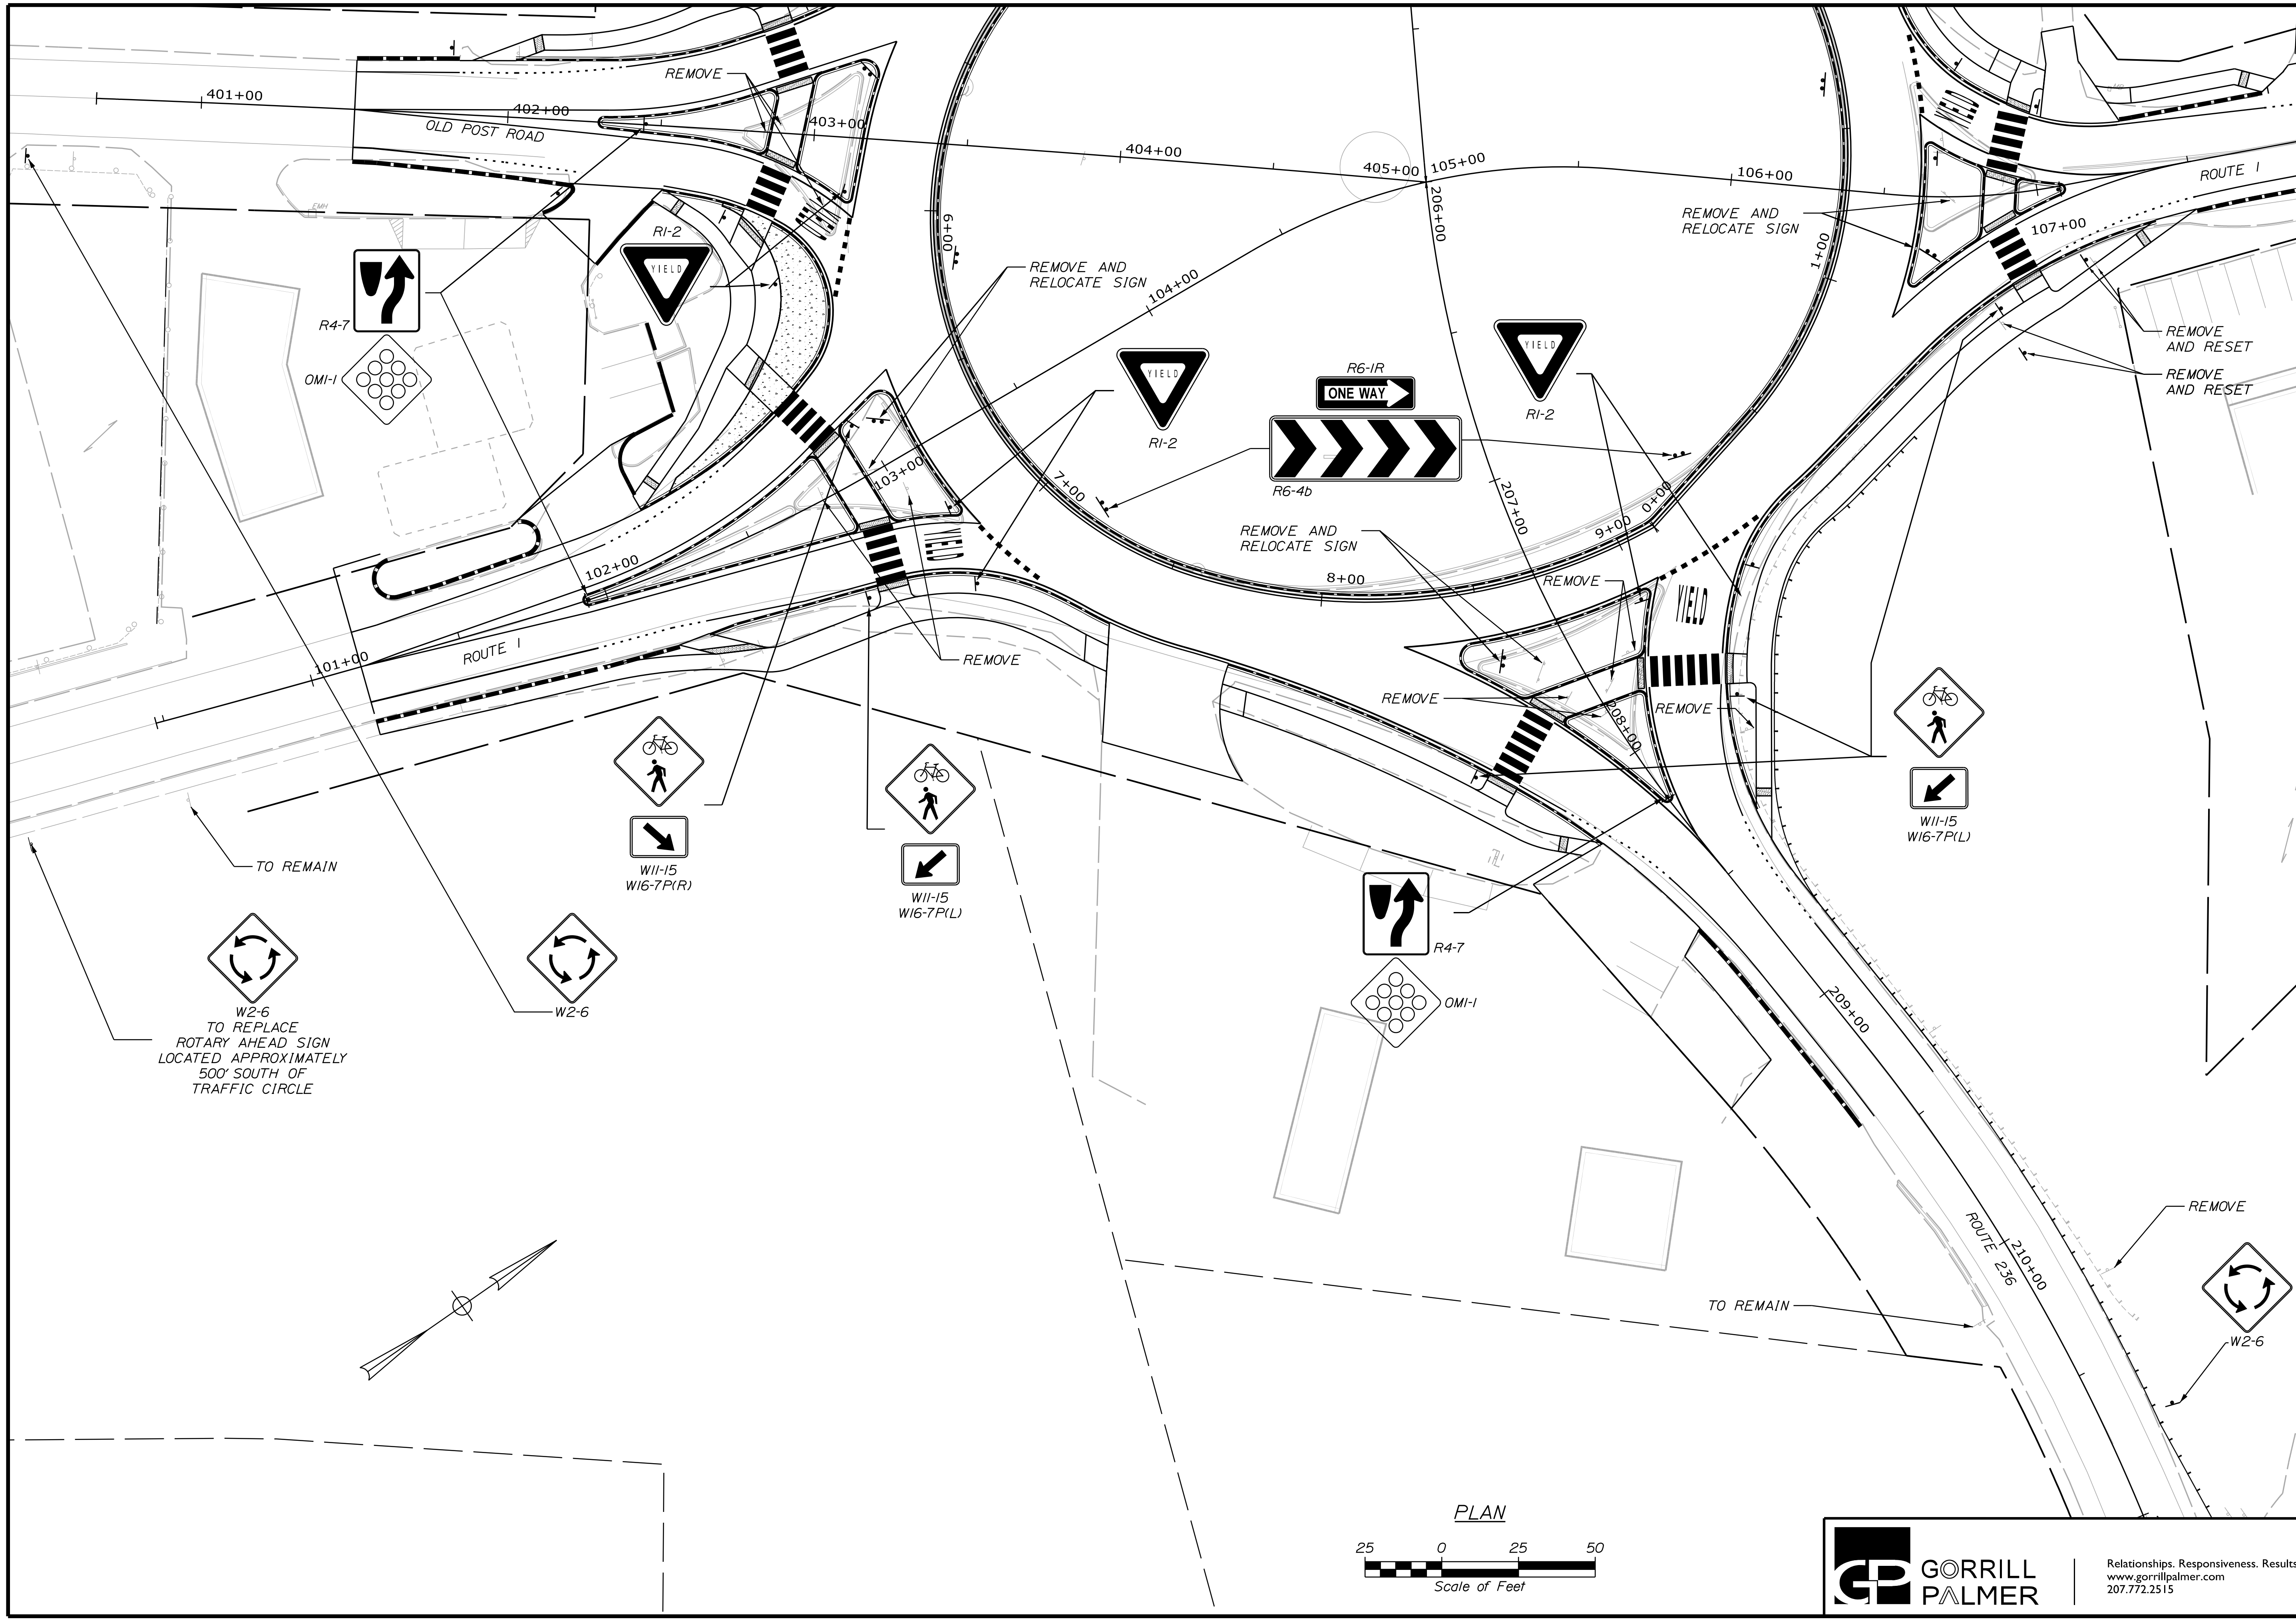 401+00
OLD POST ROAD
402+00
REMOVE
403+00
404+00
405+00
105+00
106+00
ROUTE 1
107+00
206+00
REMOVE AND
RELOCATE SIGN
1+00
EMH
R1-2
YIELD
6+00
REMOVE AND
RELOCATE SIGN
104+00
R4-7
OM1-1
REMOVE
AND RESET
REMOVE
AND RESET
YIELD
R1-2
R6-1R
ONE WAY
R6-4b
YIELD
R1-2
103+00
7+00
207+00
9+00
0+00
REMOVE AND
RELOCATE SIGN
8+00
REMOVE
102+00
101+00
ROUTE 1
REMOVE
REMOVE
REMOVE
208+00
TO REMAIN
W11-15
W16-7P(R)
W11-15
W16-7P(L)
W11-15
W16-7P(L)
R4-7
OM1-1
W2-6
TO REPLACE
ROTARY AHEAD SIGN
LOCATED APPROXIMATELY
500' SOUTH OF
TRAFFIC CIRCLE
W2-6
209+00
ROUTE 236
210+00
REMOVE
TO REMAIN
W2-6
PLAN
25 0 25 50
Scale of Feet
GP
GORRILL
PALMER
Relationships. Responsiveness. Results
www.gorrillpalmer.com
207.772.2515